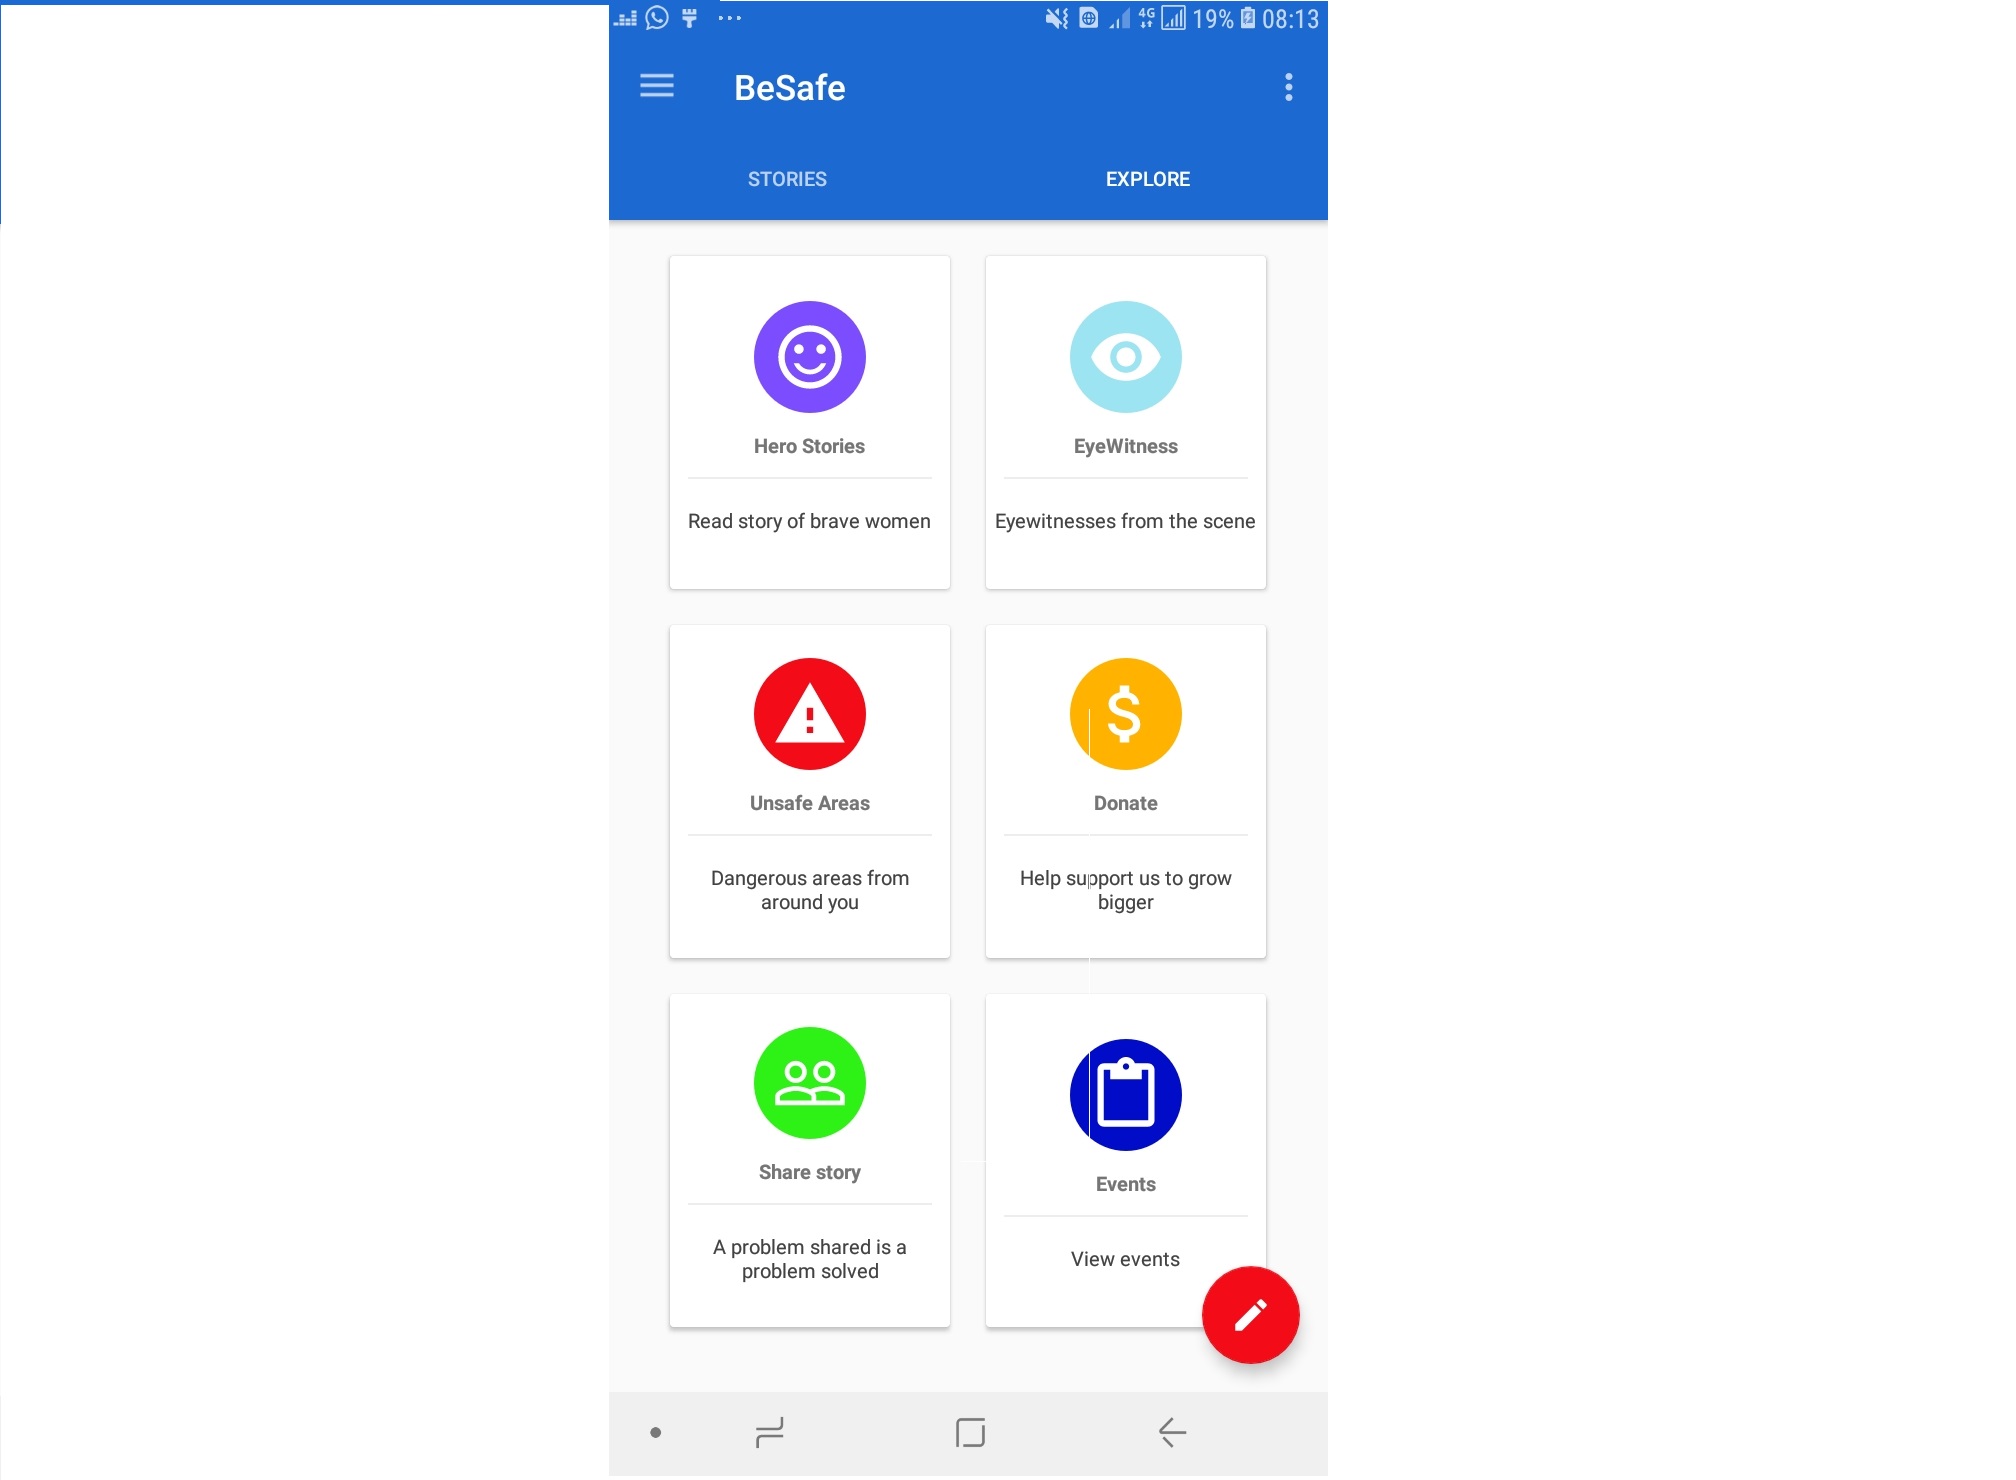 4G 19% 08:13
BeSafe
STORIES EXPLORE
Hero Stories
Read story of brave women
EyeWitness
Eyewitnesses from the scene
Unsafe Areas
Dangerous areas from
around you
Donate
Help support us to grow
bigger
Share story
A problem shared is a
problem solved
Events
View events